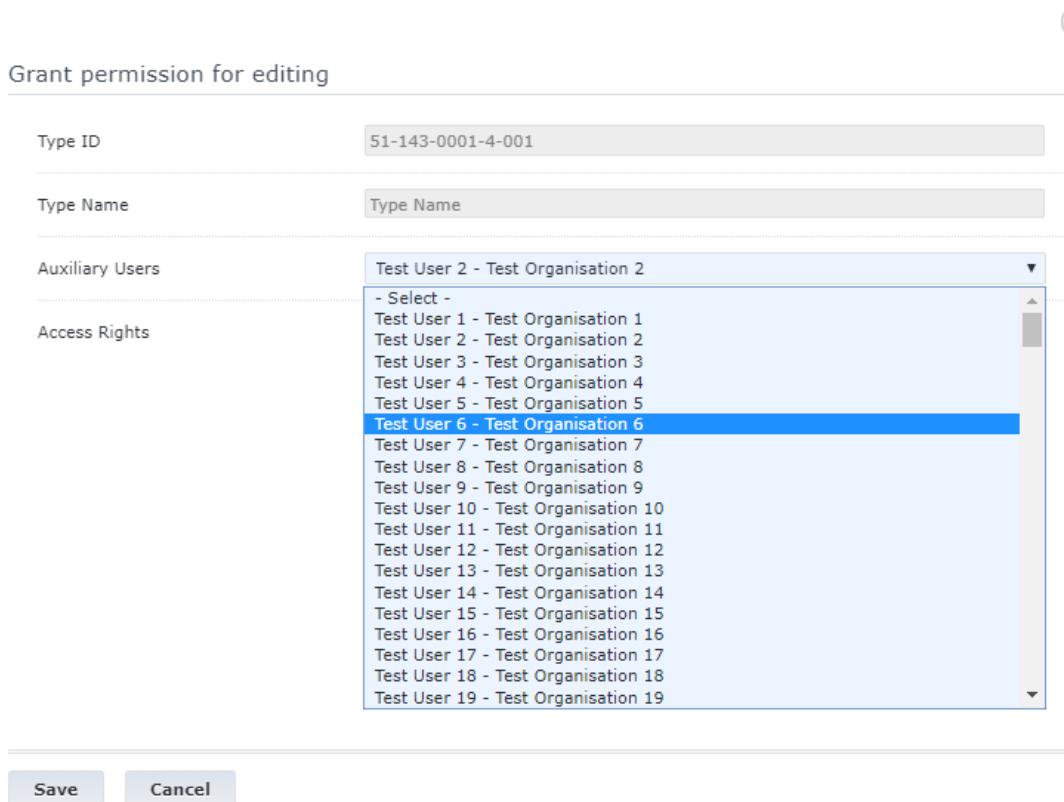 Grant permission for editing
Type ID 51-143-0001-4-001
Type Name Type Name
Auxiliary Users Test User 2 - Test Organisation 2
Access Rights
- Select -
Test User 1 - Test Organisation 1
Test User 2 - Test Organisation 2
Test User 3 - Test Organisation 3
Test User 4 - Test Organisation 4
Test User 5 - Test Organisation 5
Test User 6 - Test Organisation 6
Test User 7 - Test Organisation 7
Test User 8 - Test Organisation 8
Test User 9 - Test Organisation 9
Test User 10 - Test Organisation 10
Test User 11 - Test Organisation 11
Test User 12 - Test Organisation 12
Test User 13 - Test Organisation 13
Test User 14 - Test Organisation 14
Test User 15 - Test Organisation 15
Test User 16 - Test Organisation 16
Test User 17 - Test Organisation 17
Test User 18 - Test Organisation 18
Test User 19 - Test Organisation 19
Save Cancel